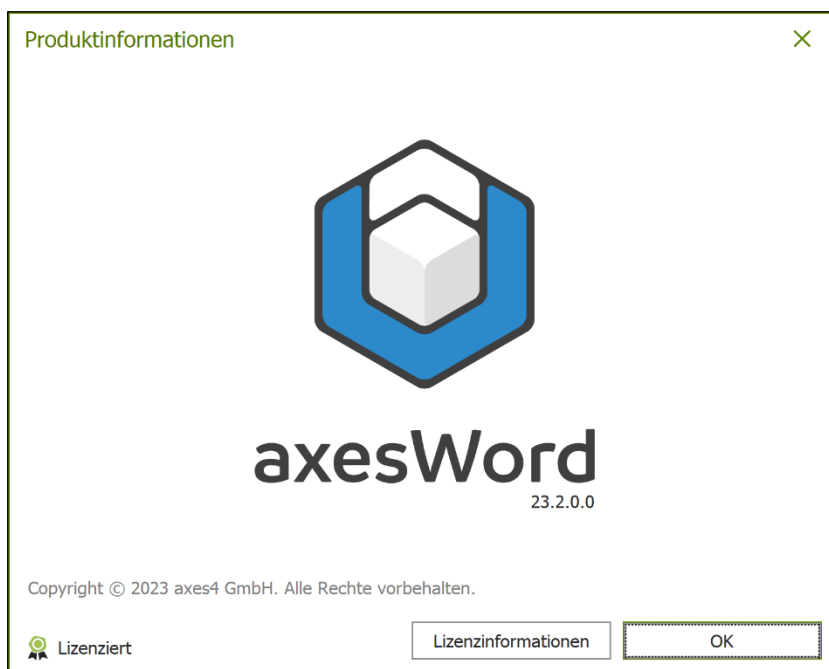 Produktinformationen
axesWord
23.2.0.0
Copyright © 2023 axes4 GmbH. Alle Rechte vorbehalten.
Lizenziert
Lizenzinformationen
OK